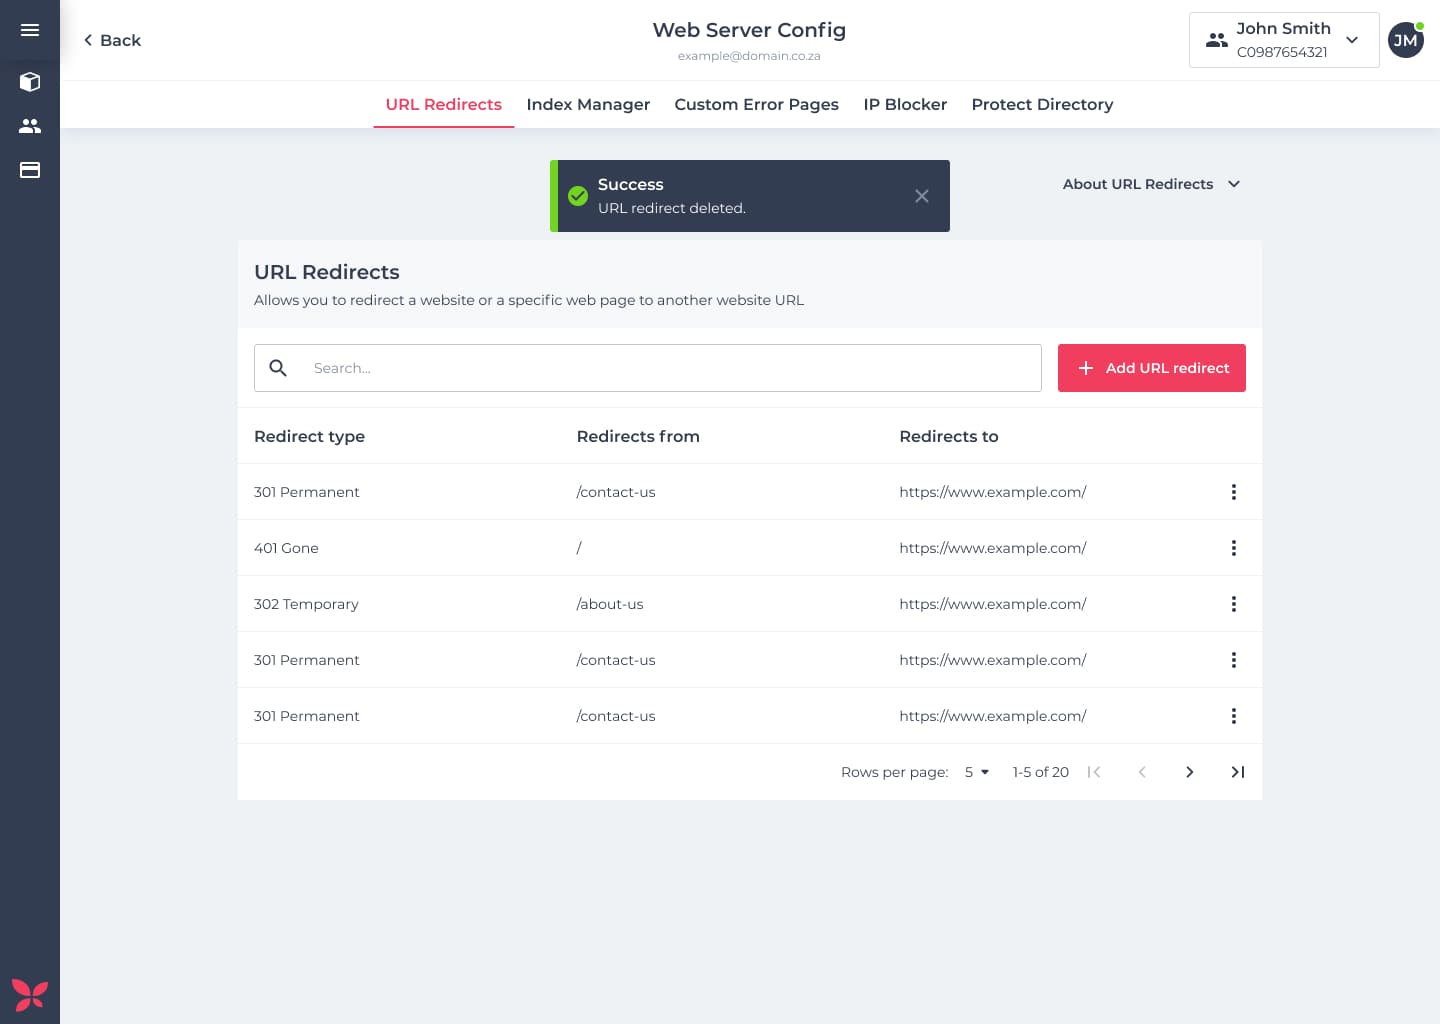 Back
Web Server Config
example@domain.co.za
John Smith
C0987654321
JM
URL Redirects
Index Manager
Custom Error Pages
IP Blocker
Protect Directory
Success
URL redirect deleted.
About URL Redirects
URL Redirects
Allows you to redirect a website or a specific web page to another website URL
Search...
Add URL redirect
Redirect type
Redirects from
Redirects to
301 Permanent
/contact-us
https://www.example.com/
401 Gone
/
https://www.example.com/
302 Temporary
/about-us
https://www.example.com/
301 Permanent
/contact-us
https://www.example.com/
301 Permanent
/contact-us
https://www.example.com/
Rows per page:
5
1-5 of 20